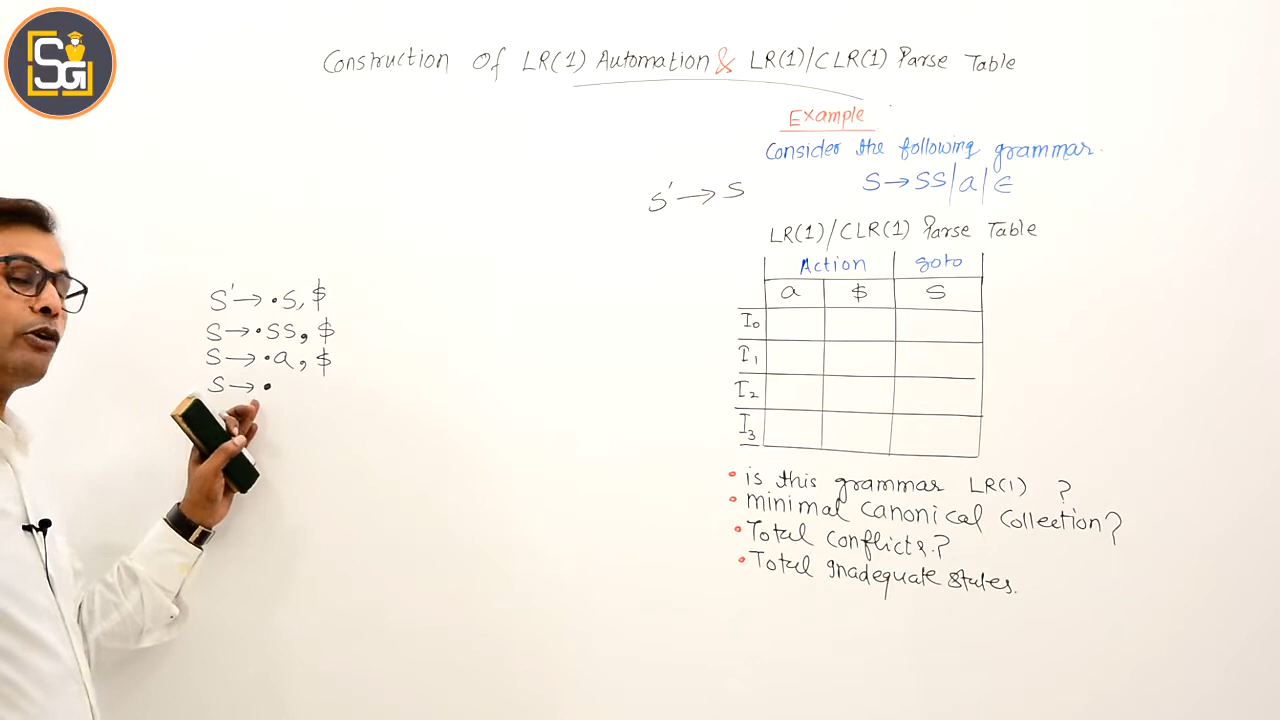 SG
Construction Of LR(1) Automation & LR(1)/CLR(1) Parse Table
Example
Consider the following grammar.
S→SS|a|ϵ
S'→S
LR(1)/CLR(1) Parse Table
Action goto
a $ S
I₀
I₁
I₂
I₃
S'→•S, $
S→•SS, $
S→•a, $
S→•
• is this grammar LR(1) ?
• minimal canonical collection?
• Total conflicts.?
• Total inadequate states.